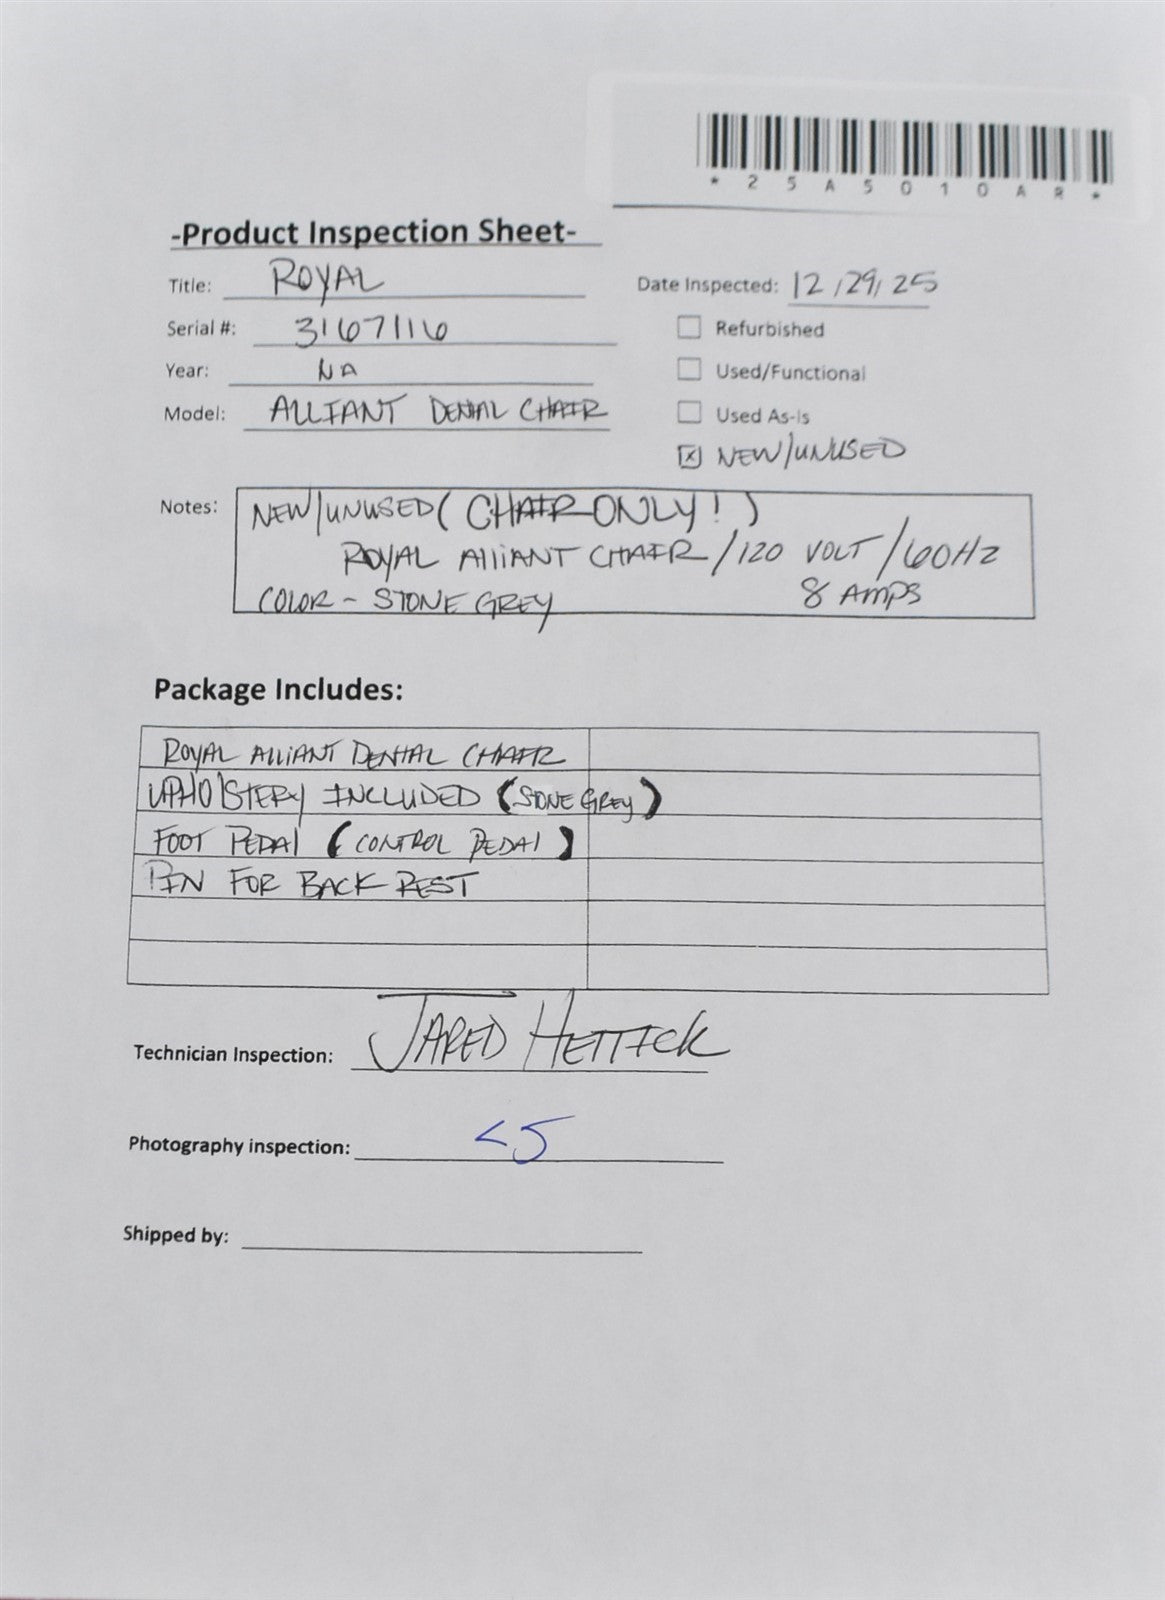 *25A5010AR*
-Product Inspection Sheet-
Title: ROYAL
Date Inspected: 12/29/25
Serial #: 3167116
Refurbished
Year: NA
Used/Functional
Model: ALLIANT DENTAL CHAIR
Used As-Is
NEW/UNUSED
Notes: NEW/UNUSED (CHAIR ONLY!)
ROYAL ALLIANT CHAIR/120 VOLT/60HZ
COLOR - STONE GREY 8 AMPS
Package Includes:
ROYAL ALLIANT DENTAL CHAIR
UPHOLSTERY INCLUDED (STONE GREY)
FOOT PEDAL (CONTROL PEDAL)
PIN FOR BACK REST
Technician Inspection: JARED HETTICK
Photography inspection:
Shipped by: